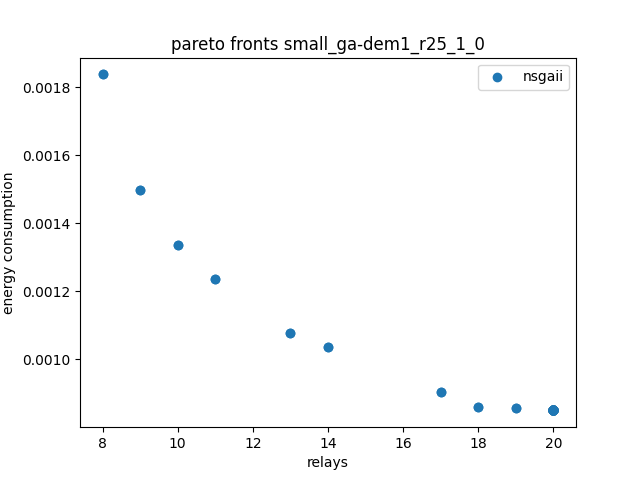 pareto fronts small_ga-dem1_r25_1_0
nsgaii
energy consumption
0.0018
0.0016
0.0014
0.0012
0.0010
8 10 12 14 16 18 20
relays